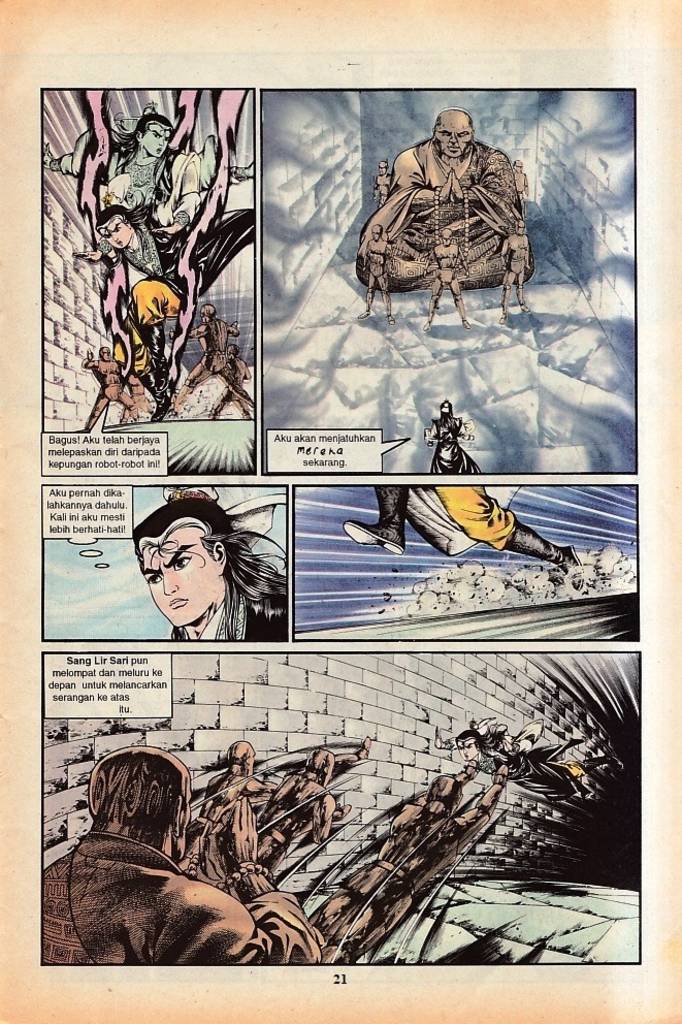 Bagus! Aku telah berjaya
melepaskan diri daripada
kepungan robot-robot ini!
Aku akan menjatuhkan
mereka
sekarang.
Aku pernah dika-
lahkannya dahulu.
Kali ini aku mesti
lebih berhati-hati!
Sang Lir Sari pun
melompat dan meluru ke
depan untuk melancarkan
serangan ke atas
itu.
21